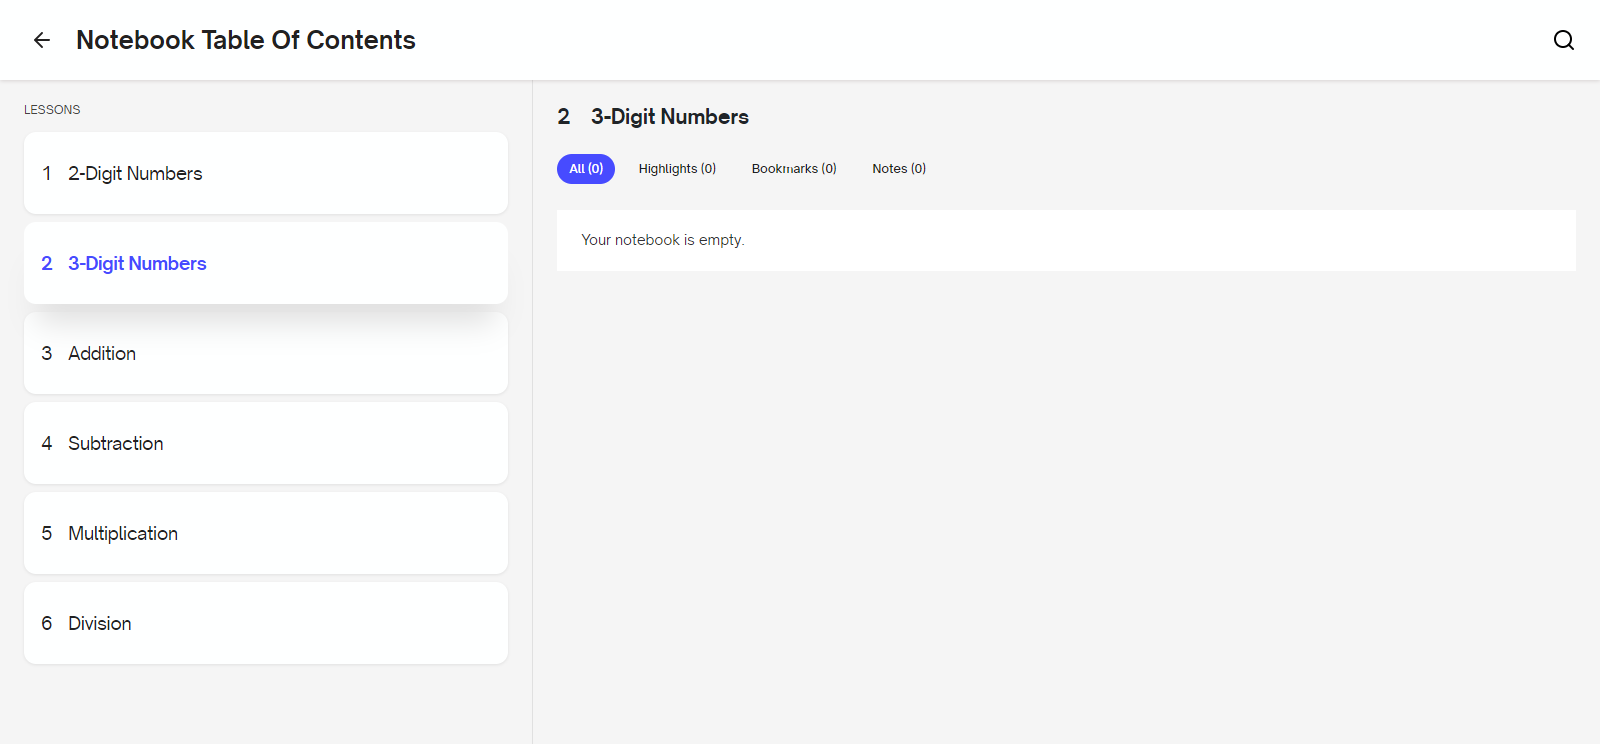 Notebook Table Of Contents
LESSONS
1 2-Digit Numbers
2 3-Digit Numbers
3 Addition
4 Subtraction
5 Multiplication
6 Division
2 3-Digit Numbers
All (0) Highlights (0) Bookmarks (0) Notes (0)
Your notebook is empty.